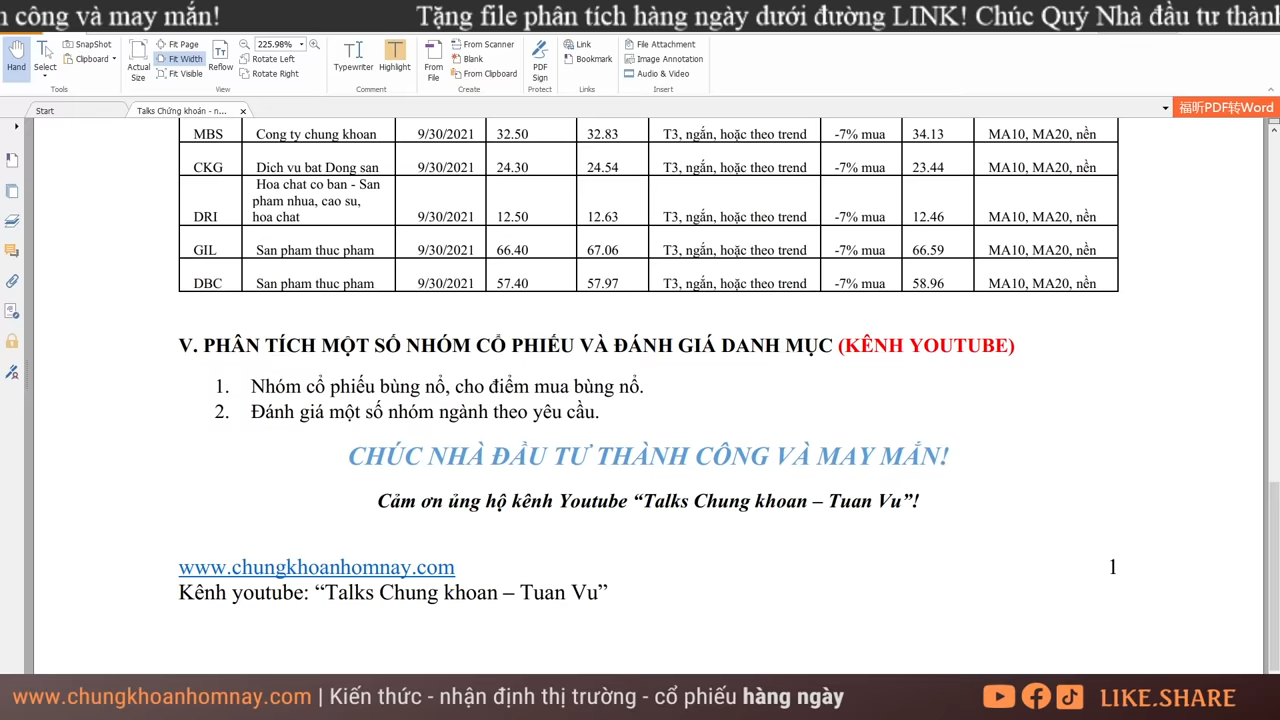 n công và may mắn!
Tặng file phân tích hàng ngày dưới đường LINK! Chúc Quý Nhà đầu tư thành
Hand
Select
SnapShot
Clipboard
Tools
Actual Size
Fit Page
Fit Width
Fit Visible
Reflow
225.98%
Rotate Left
Rotate Right
View
Typewriter
Highlight
Comment
From File
From Scanner
Blank
From Clipboard
Create
PDF Sign
Protect
Link
Bookmark
Links
File Attachment
Image Annotation
Audio & Video
Insert
Start
Talks Chứng khoán - n...
福昕PDF转Word
MBS Cong ty chung khoan 9/30/2021 32.50 32.83 T3, ngắn, hoặc theo trend -7% mua 34.13 MA10, MA20, nền
CKG Dich vu bat Dong san 9/30/2021 24.30 24.54 T3, ngắn, hoặc theo trend -7% mua 23.44 MA10, MA20, nền
Hoa chat co ban - San
pham nhua, cao su,
DRI hoa chat 9/30/2021 12.50 12.63 T3, ngắn, hoặc theo trend -7% mua 12.46 MA10, MA20, nền
GIL San pham thuc pham 9/30/2021 66.40 67.06 T3, ngắn, hoặc theo trend -7% mua 66.59 MA10, MA20, nền
DBC San pham thuc pham 9/30/2021 57.40 57.97 T3, ngắn, hoặc theo trend -7% mua 58.96 MA10, MA20, nền
V. PHÂN TÍCH MỘT SỐ NHÓM CỔ PHIẾU VÀ ĐÁNH GIÁ DANH MỤC (KÊNH YOUTUBE)
1. Nhóm cổ phiếu bùng nổ, cho điểm mua bùng nổ.
2. Đánh giá một số nhóm ngành theo yêu cầu.
CHÚC NHÀ ĐẦU TƯ THÀNH CÔNG VÀ MAY MẮN!
Cảm ơn ủng hộ kênh Youtube “Talks Chung khoan – Tuan Vu”!
www.chungkhoanhomnay.com 1
Kênh youtube: “Talks Chung khoan – Tuan Vu”
www.chungkhoanhomnay.com | Kiến thức - nhận định thị trường - cổ phiếu hàng ngày
LIKE.SHARE